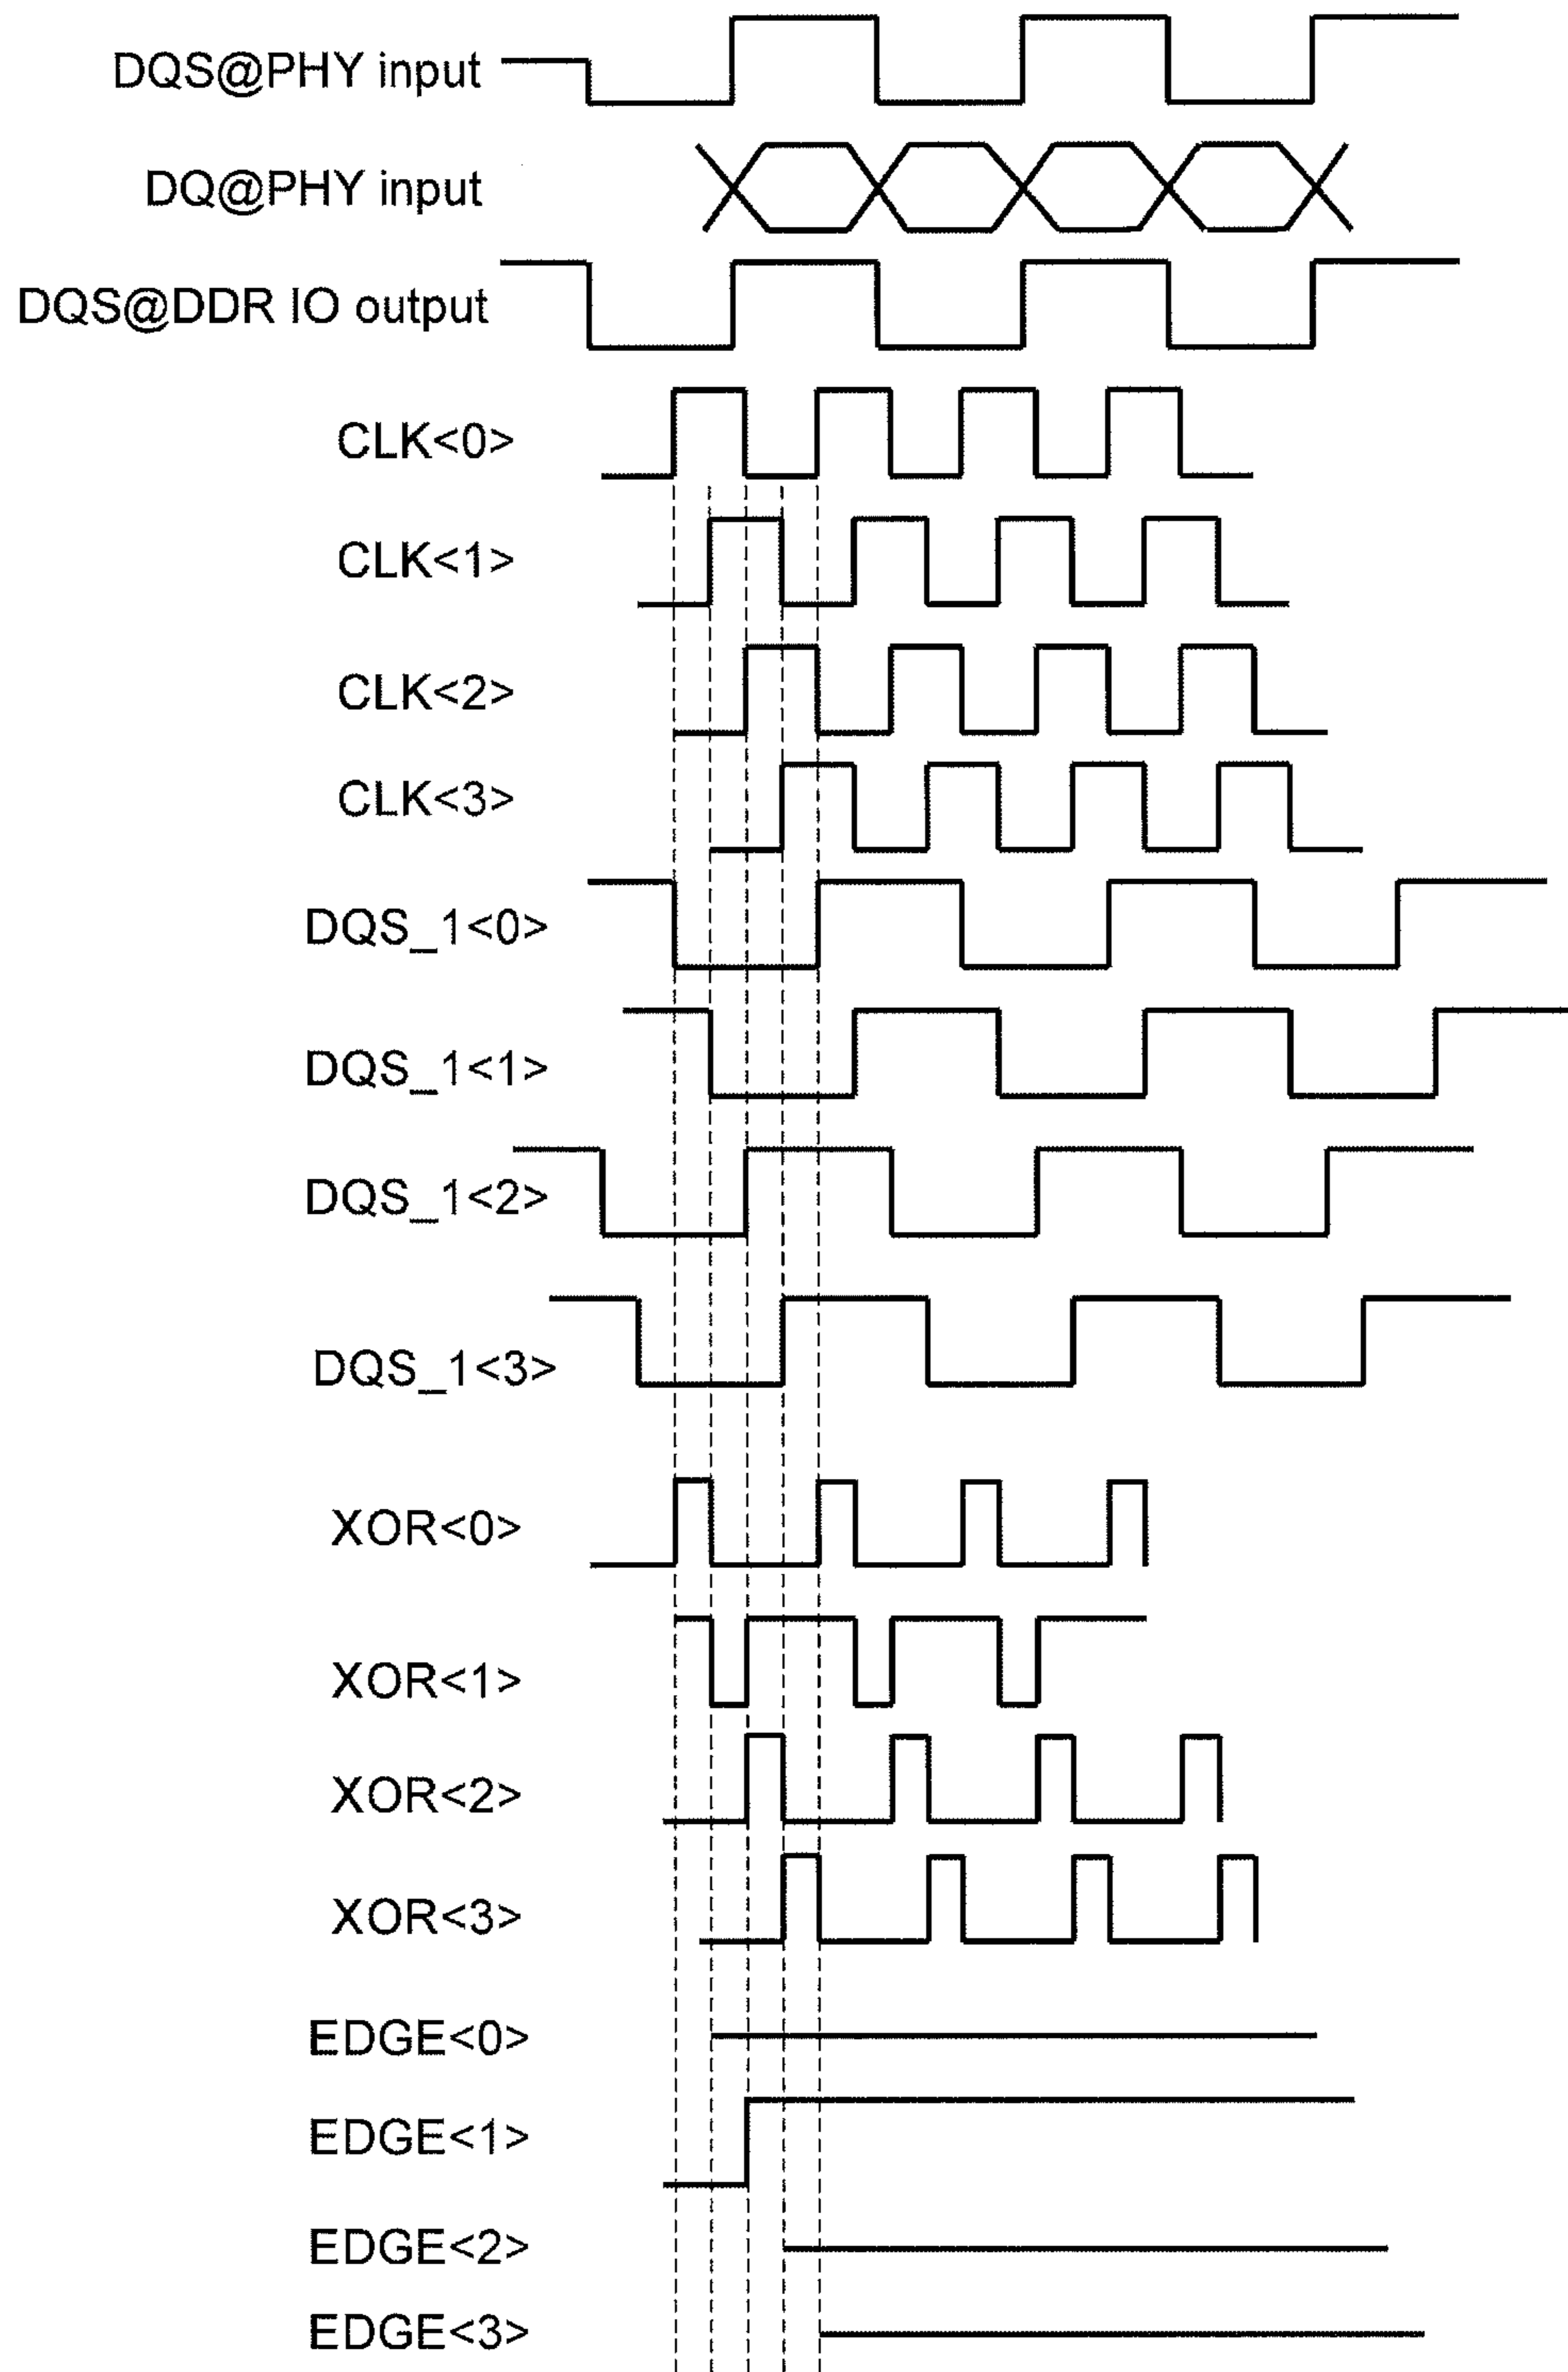 DQS@PHY input
DQ@PHY input
DQS@DDR IO output
CLK<0>
CLK<1>
CLK<2>
CLK<3>
DQS_1<0>
DQS_1<1>
DQS_1<2>
DQS_1<3>
XOR<0>
XOR<1>
XOR<2>
XOR<3>
EDGE<0>
EDGE<1>
EDGE<2>
EDGE<3>